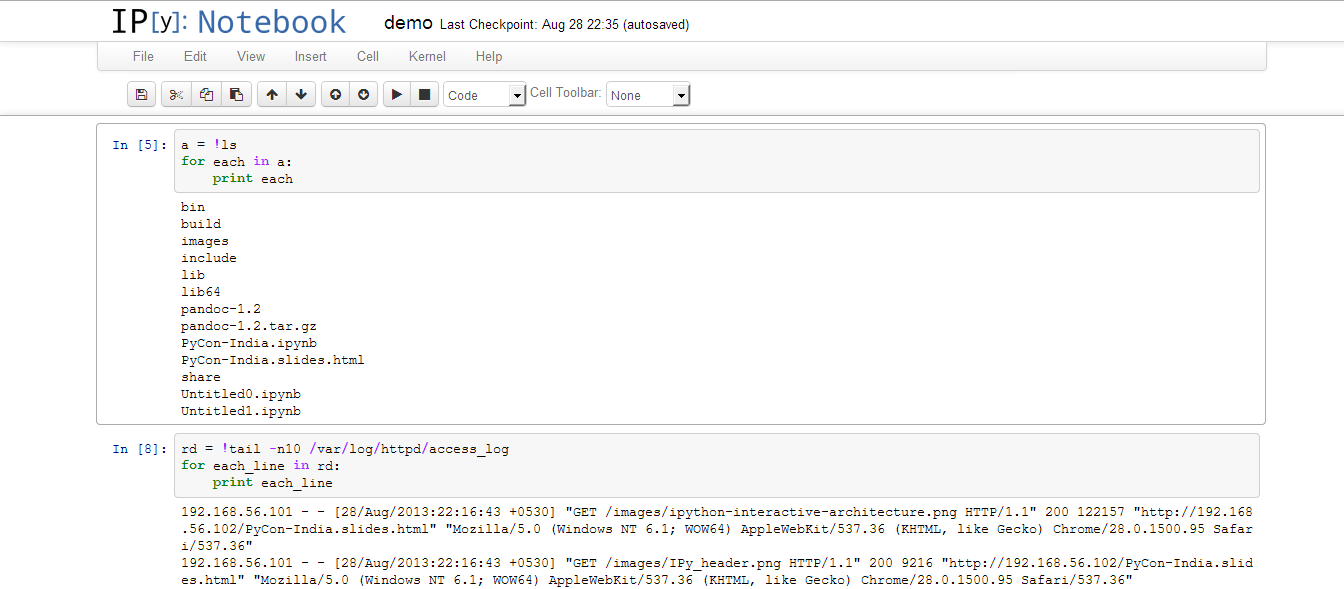 IP[y]: Notebook demo Last Checkpoint: Aug 28 22:35 (autosaved)
File Edit View Insert Cell Kernel Help
Code Cell Toolbar: None
In [5]: a = !ls
for each in a:
    print each
bin
build
images
include
lib
lib64
pandoc-1.2
pandoc-1.2.tar.gz
PyCon-India.ipynb
PyCon-India.slides.html
share
Untitled0.ipynb
Untitled1.ipynb
In [8]: rd = !tail -n10 /var/log/httpd/access_log
for each_line in rd:
    print each_line
192.168.56.101 - - [28/Aug/2013:22:16:43 +0530] "GET /images/ipython-interactive-architecture.png HTTP/1.1" 200 122157 "http://192.168
.56.102/PyCon-India.slides.html" "Mozilla/5.0 (Windows NT 6.1; WOW64) AppleWebKit/537.36 (KHTML, like Gecko) Chrome/28.0.1500.95 Safar
i/537.36"
192.168.56.101 - - [28/Aug/2013:22:16:43 +0530] "GET /images/IPy_header.png HTTP/1.1" 200 9216 "http://192.168.56.102/PyCon-India.slid
es.html" "Mozilla/5.0 (Windows NT 6.1; WOW64) AppleWebKit/537.36 (KHTML, like Gecko) Chrome/28.0.1500.95 Safari/537.36"